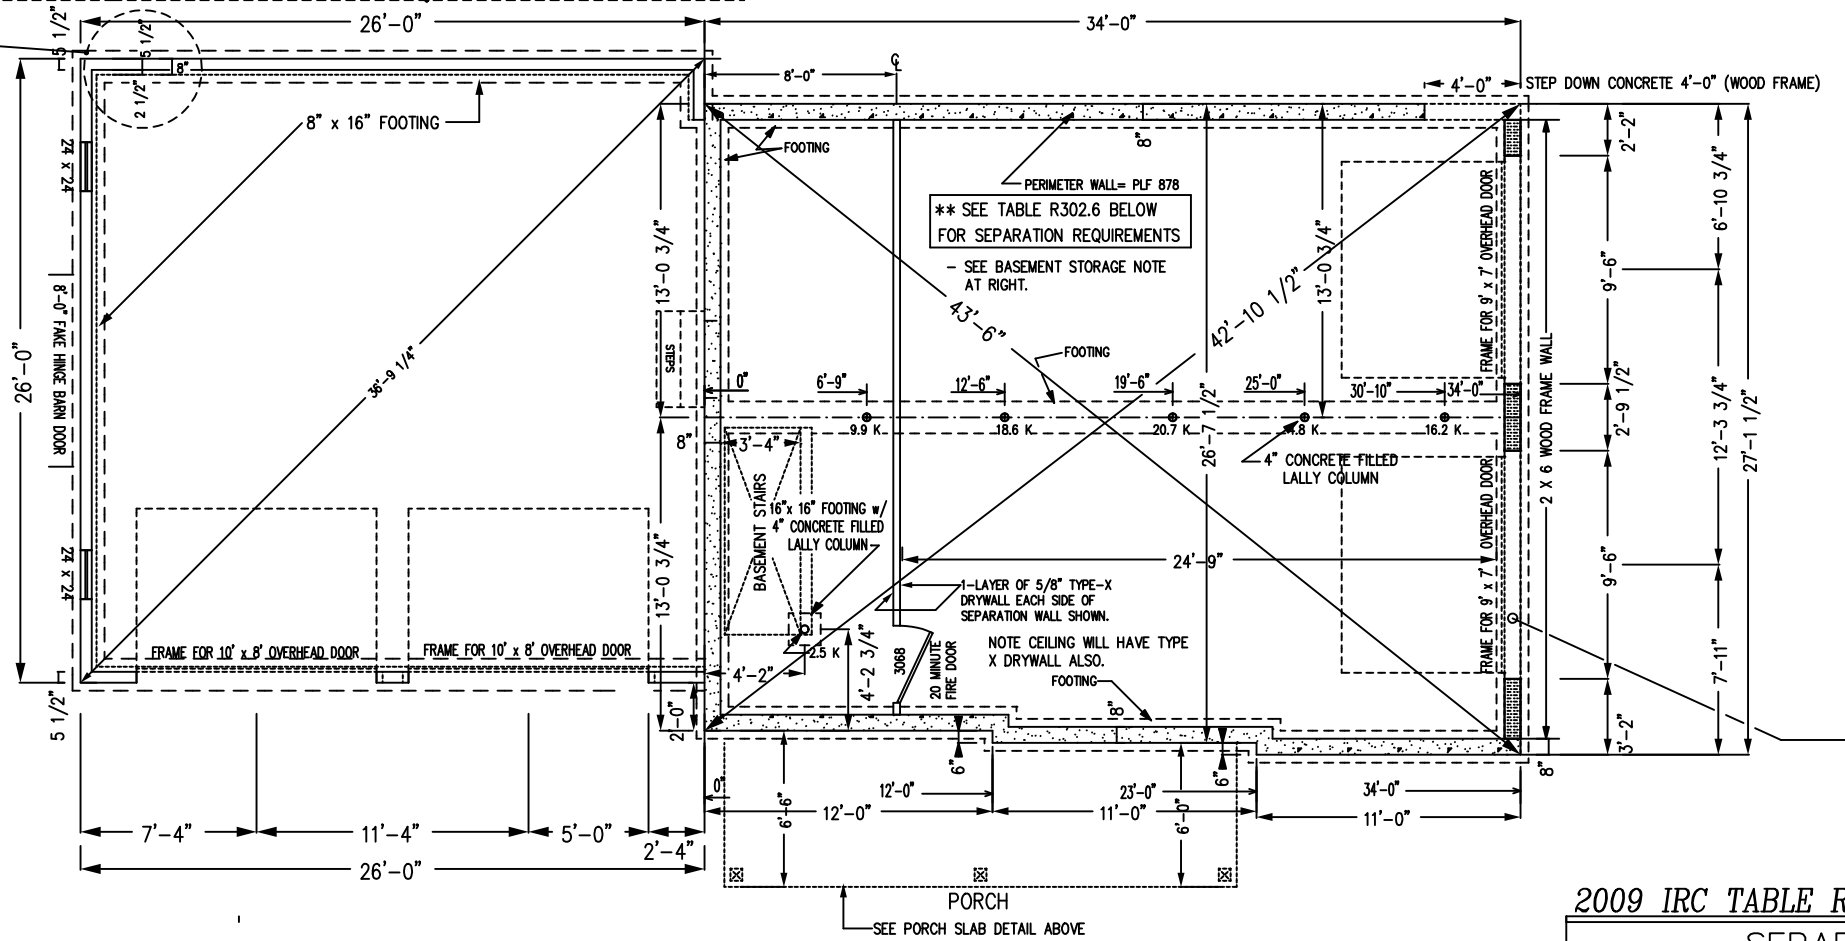 26'-0"
34'-0"
5 1/2"
5 1/2"
8"
2 1/2"
8'-0"
℄
4'-0"
STEP DOWN CONCRETE 4'-0" (WOOD FRAME)
8" x 16" FOOTING
FOOTING
8"
PERIMETER WALL= PLF 878
** SEE TABLE R302.6 BELOW
FOR SEPARATION REQUIREMENTS
- SEE BASEMENT STORAGE NOTE
AT RIGHT.
24 x 24
8'-0" FAKE HINGE BARN DOOR
24 x 24
26'-0"
36'-9 1/4"
13'-0 3/4"
STEPS
43'-6"
42'-10 1/2"
13'-0 3/4"
FRAME FOR 9' x 7' OVERHEAD DOOR
2'-2"
6'-10 3/4"
9'-6"
FOOTING
0"
6'-9"
12'-6"
19'-6"
25'-0"
30'-10"
34'-0"
9.9 K
18.6 K
20.7 K
16.2 K
26'-7 1/2"
2 X 6 WOOD FRAME WALL
2'-9 1/2"
12'-3 3/4"
27'-1 1/2"
8"
3'-4"
4" CONCRETE FILLED
LALLY COLUMN
BASEMENT STAIRS
16"x 16" FOOTING w/
4" CONCRETE FILLED
LALLY COLUMN
24'-9"
13'-0 3/4"
1-LAYER OF 5/8" TYPE-X
DRYWALL EACH SIDE OF
SEPARATION WALL SHOWN.
NOTE CEILING WILL HAVE TYPE
X DRYWALL ALSO.
FRAME FOR 9' x 7' OVERHEAD DOOR
9'-6"
7'-11"
FRAME FOR 10' x 8' OVERHEAD DOOR
FRAME FOR 10' x 8' OVERHEAD DOOR
2.5 K
4'-2"
4'-2 3/4"
3068
20 MINUTE
FIRE DOOR
FOOTING
8"
5 1/2"
2'-0"
3'-2"
8"
6"
6"
0"
6'-6"
12'-0"
12'-0"
23'-0"
11'-0"
6'-0"
34'-0"
11'-0"
7'-4"
11'-4"
5'-0"
2'-4"
26'-0"
PORCH
SEE PORCH SLAB DETAIL ABOVE
2009 IRC TABLE R